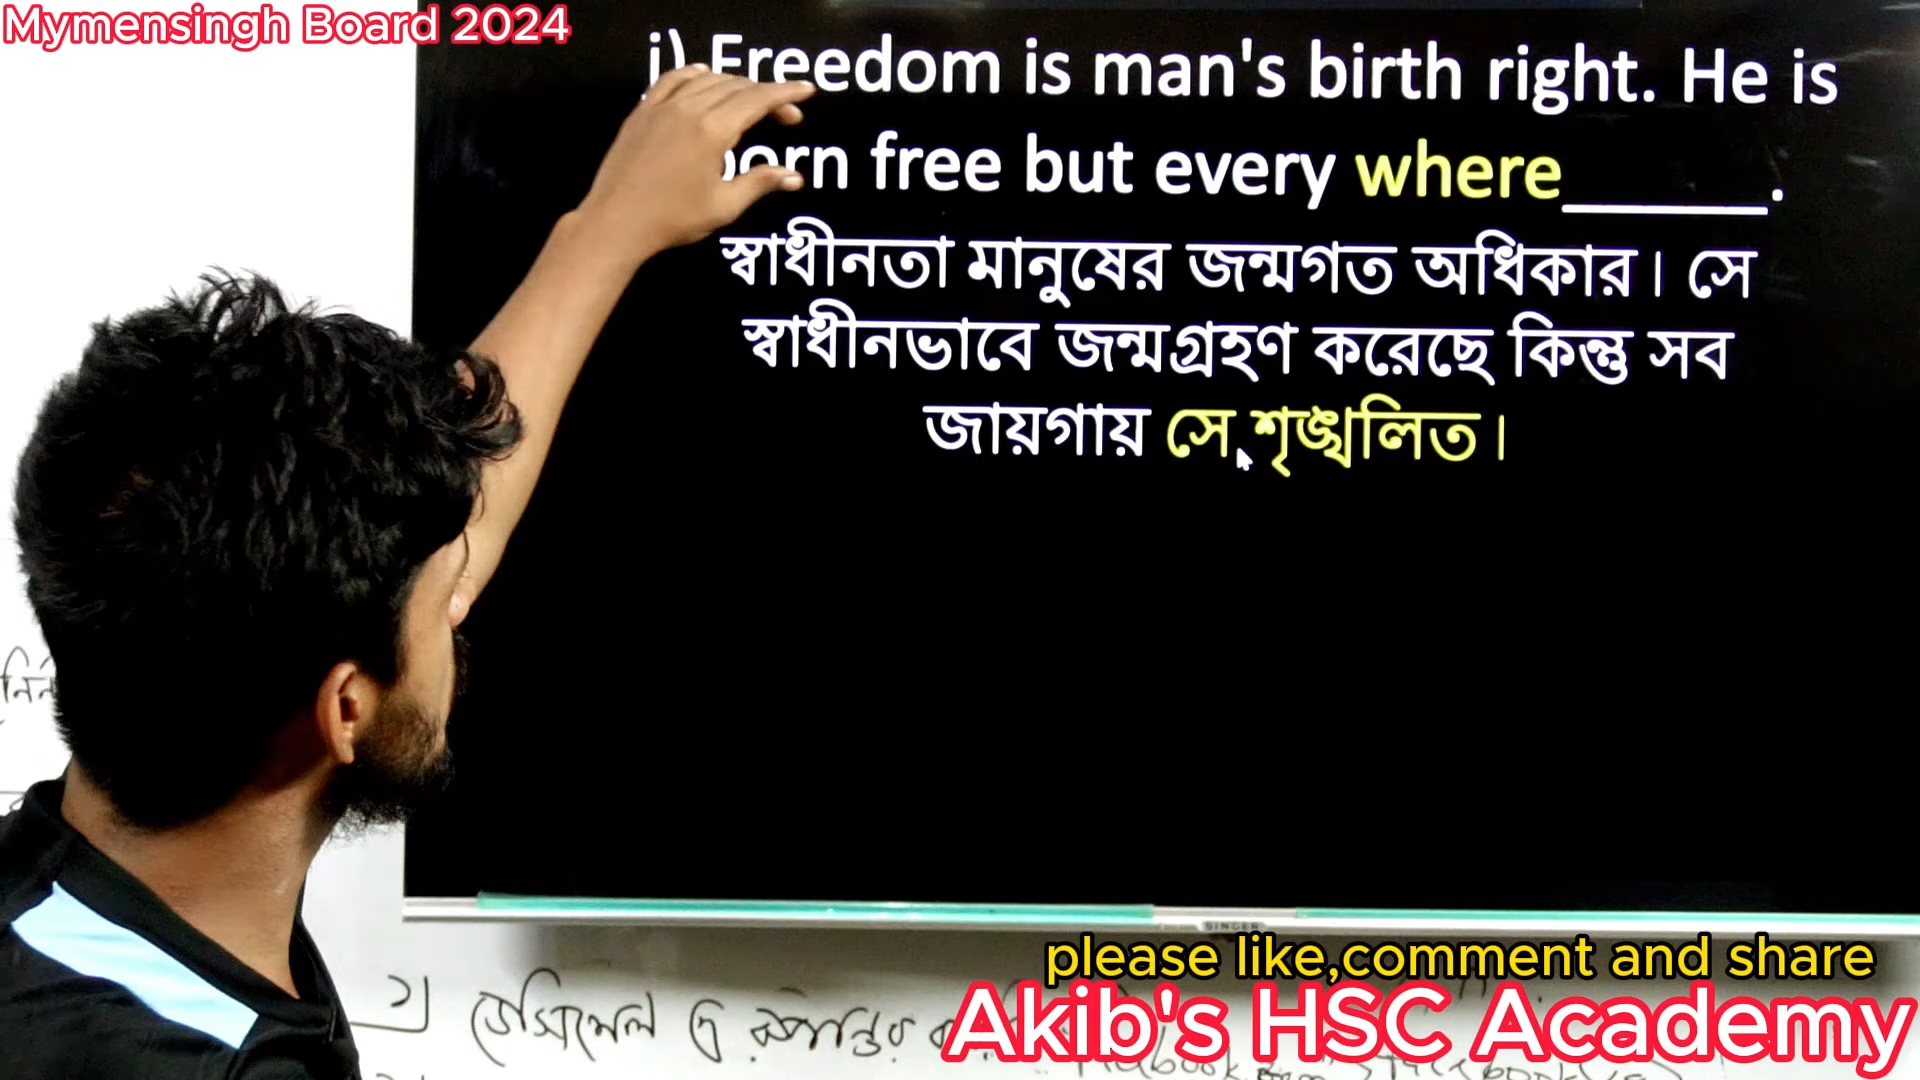 Mymensingh Board 2024
j) Freedom is man's birth right. He is
born free but every where______.
স্বাধীনতা মানুষের জন্মগত অধিকার। সে
স্বাধীনভাবে জন্মগ্রহণ করেছে কিন্তু সব
জায়গায় সে শৃঙ্খলিত।
SINGER
please like,comment and share
Akib's HSC Academy